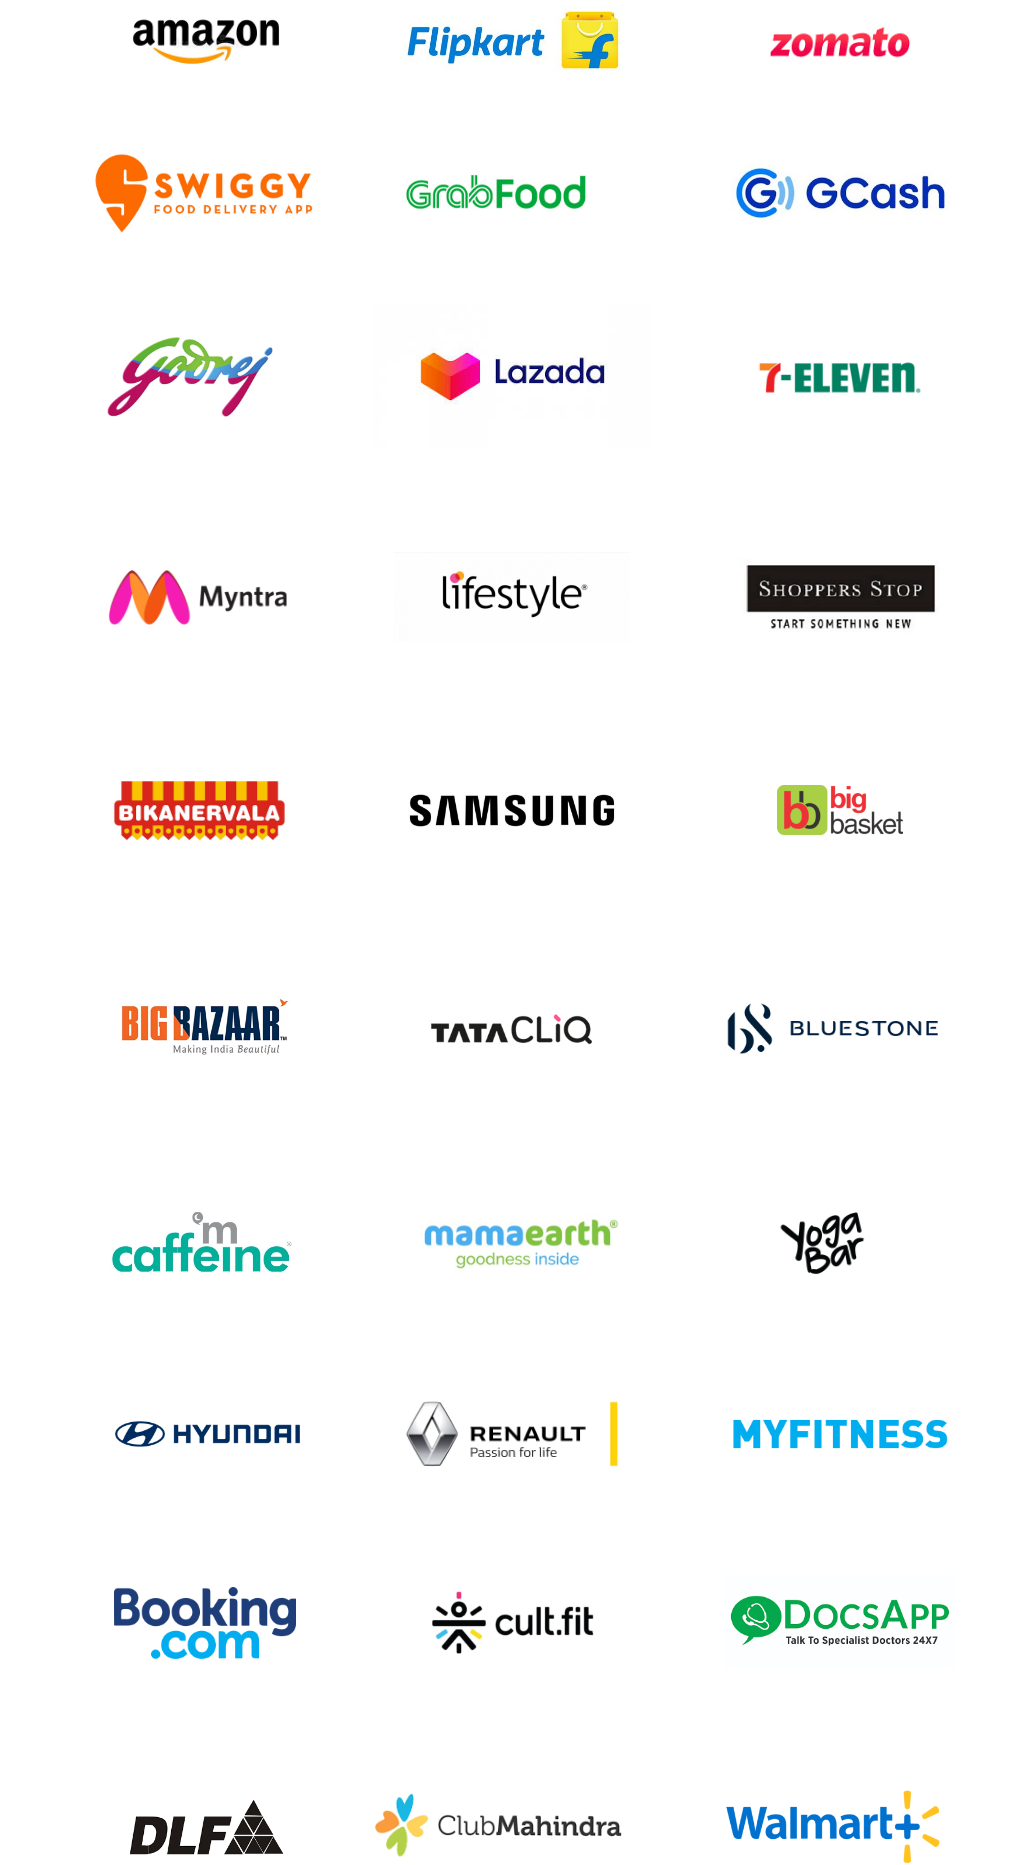 amazon
Flipkart
zomato
SWIGGY
FOOD DELIVERY APP
GrabFood
GCash
Godrej
Lazada
7-ELEVEN®
Myntra
lifestyle®
SHOPPERS STOP
START SOMETHING NEW
BIKANERVALA
SAMSUNG
big
basket
BIG BAZAAR™
Making India Beautiful
TATA CLiQ
BLUESTONE
'm
caffeine
mamaearth®
goodness inside
Yoga
Bar
HYUNDAI
RENAULT
Passion for life
MYFITNESS
Booking
.com
cult.fit
DOCSAPP
Talk To Specialist Doctors 24X7
DLF
ClubMahindra
Walmart+